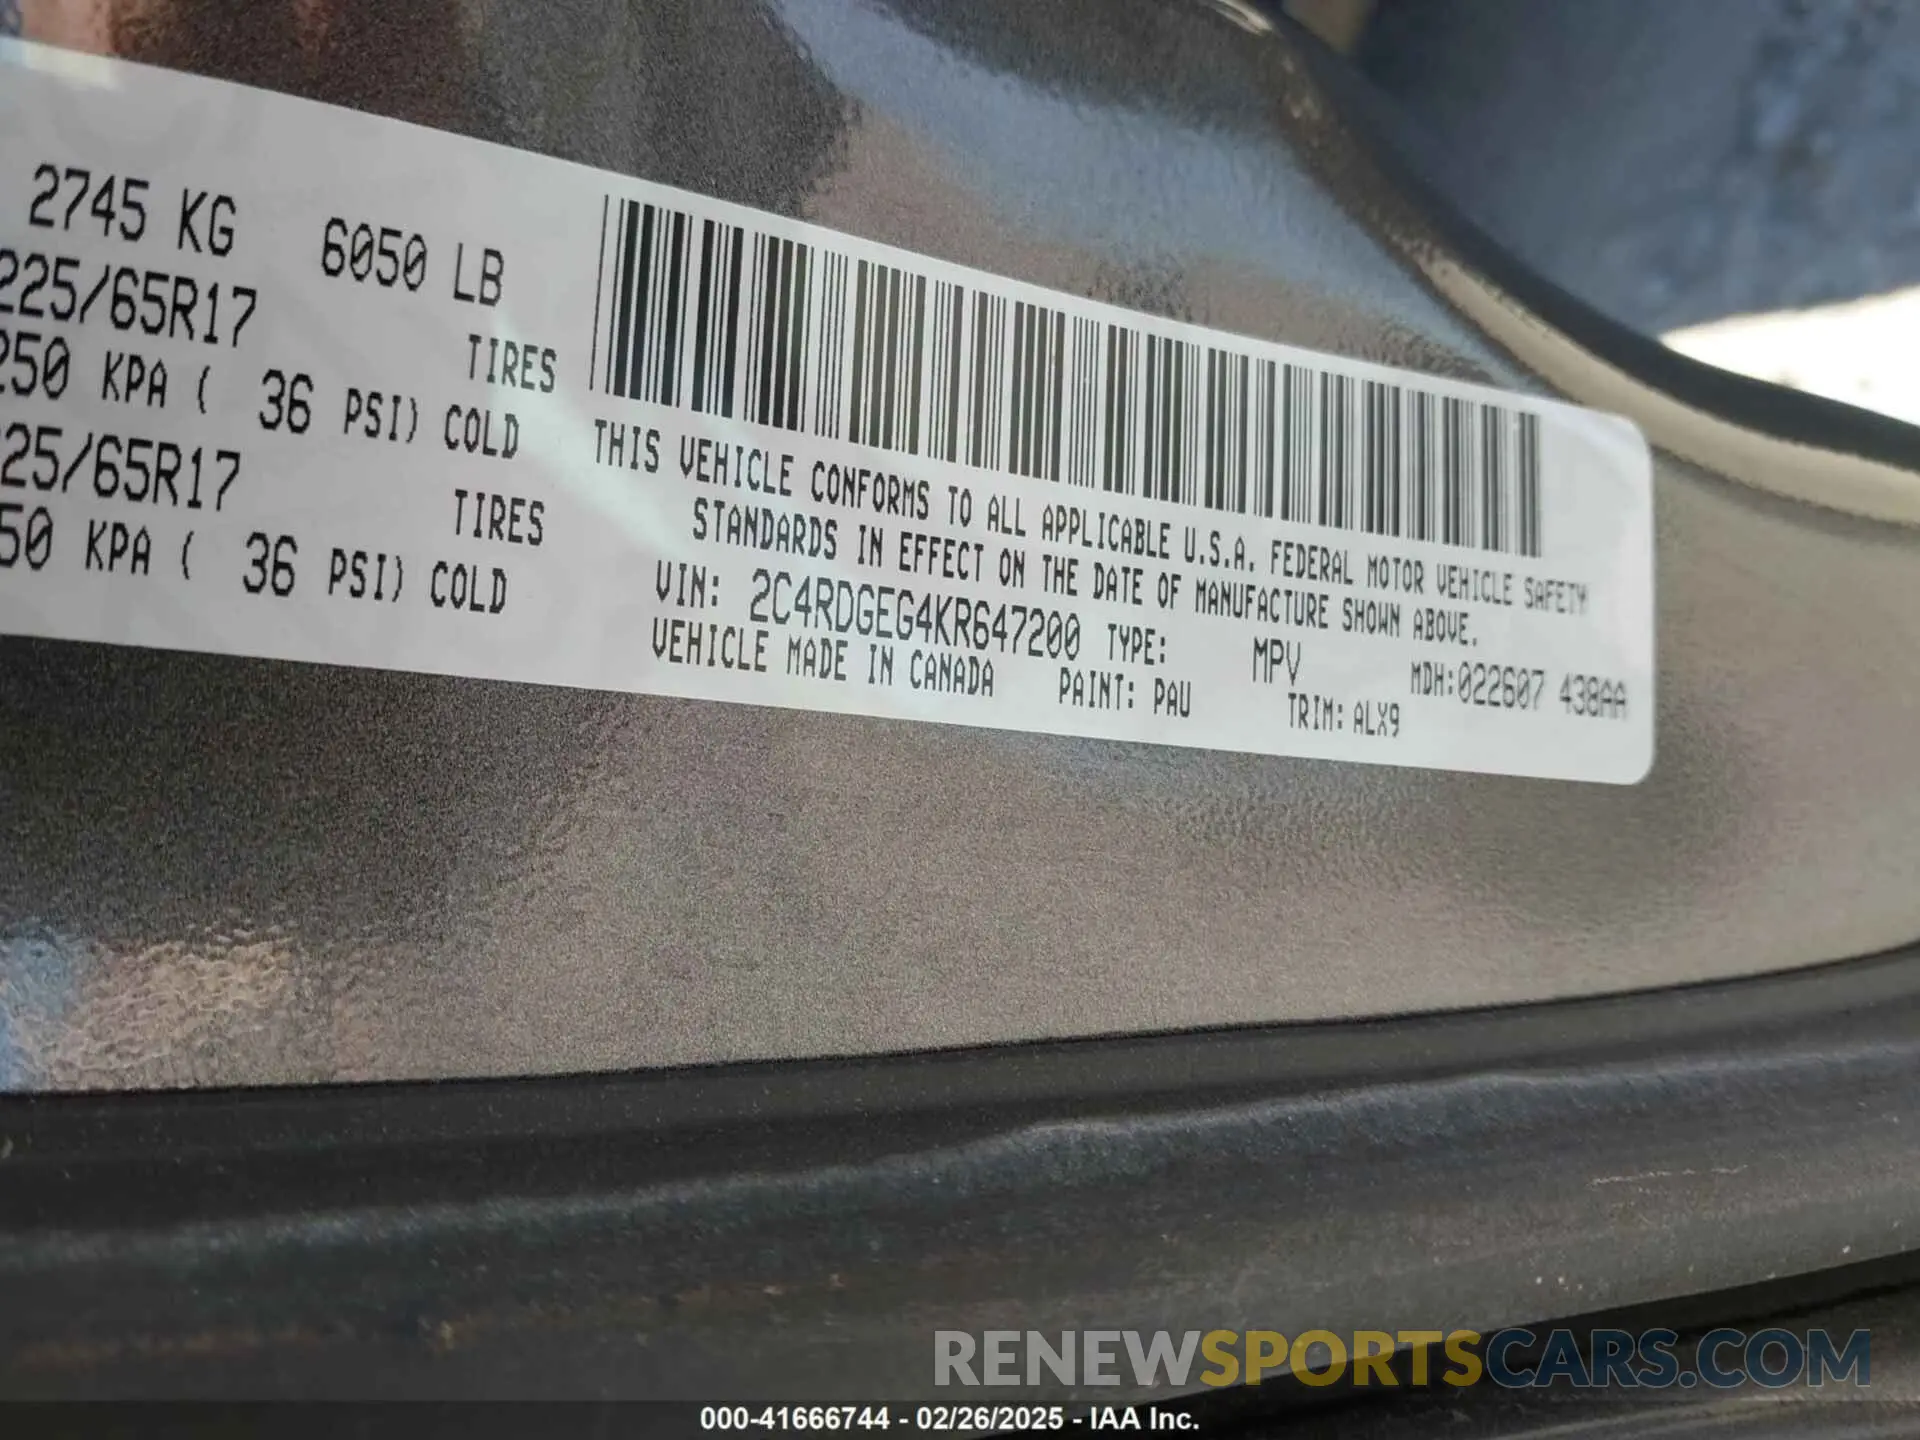 2745 KG 6050 LB
225/65R17 TIRES
250 KPA ( 36 PSI) COLD
25/65R17 TIRES
50 KPA ( 36 PSI) COLD
THIS VEHICLE CONFORMS TO ALL APPLICABLE U.S.A. FEDERAL MOTOR VEHICLE SAFETY
STANDARDS IN EFFECT ON THE DATE OF MANUFACTURE SHOWN ABOVE.
VIN: 2C4RDGEG4KR647200 TYPE: MPV MDH:022607 438AA
VEHICLE MADE IN CANADA PAINT: PAU TRIM: ALX9
RENEWSPORTSCARS.COM
000-41666744 - 02/26/2025 - IAA Inc.